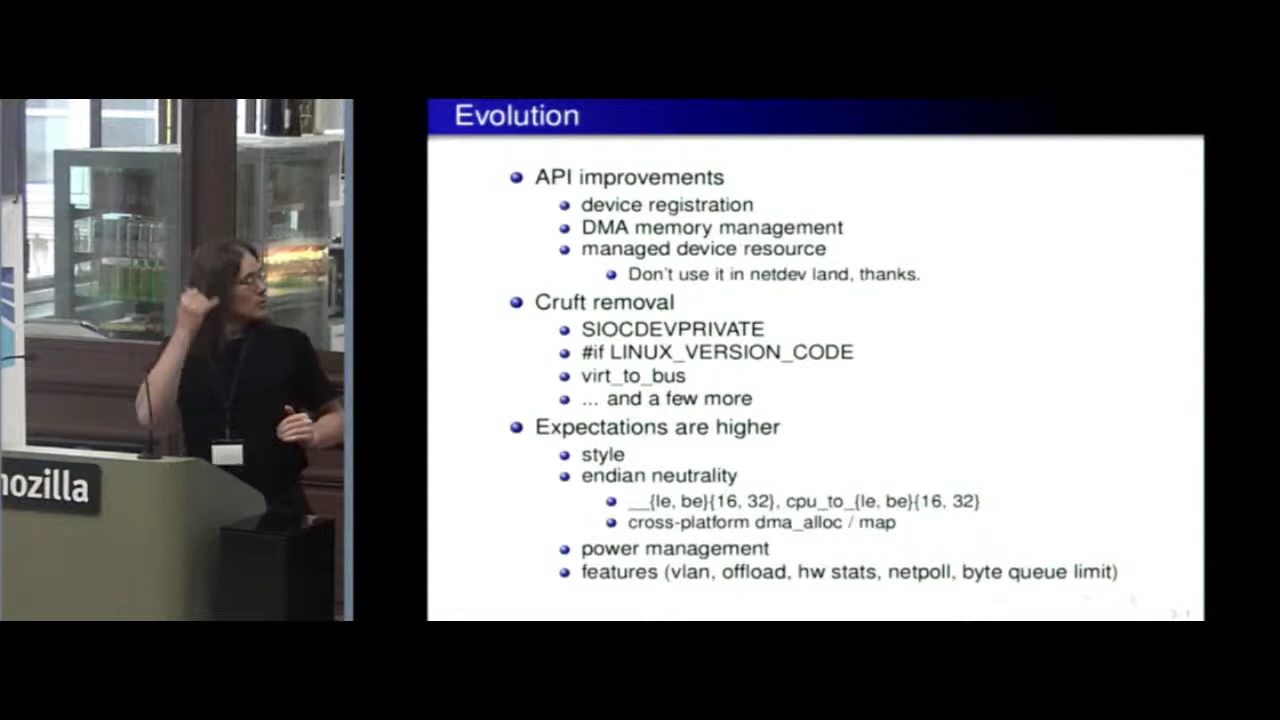 Evolution
API improvements
device registration
DMA memory management
managed device resource
Don't use it in netdev land, thanks.
Cruft removal
SIOCDEVPRIVATE
#if LINUX_VERSION_CODE
virt_to_bus
... and a few more
Expectations are higher
style
endian neutrality
__{le, be}{16, 32}, cpu_to_{le, be}{16, 32}
cross-platform dma_alloc / map
power management
features (vlan, offload, hw stats, netpoll, byte queue limit)
mozilla